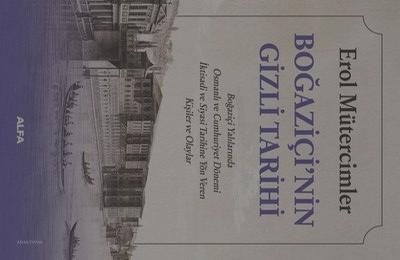 Erol Mütercimler
BOĞAZİÇİ'NİN
GİZLİ TARİHİ
Boğaziçi Yalılarında
Osmanlı ve Cumhuriyet Dönemi
İktisadi ve Siyasi Tarihine Yön Veren
Kişiler ve Olaylar
ALFA